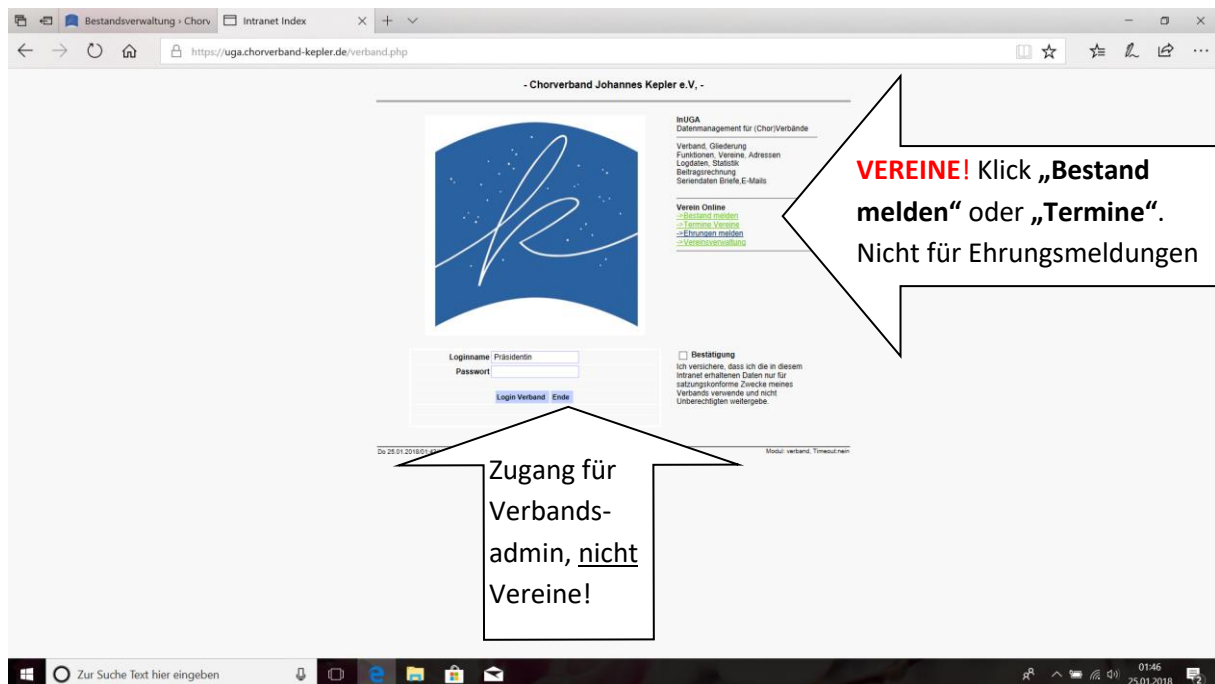 Bestandsverwaltung › Chorv
Intranet Index
https://uga.chorverband-kepler.de/verband.php
- Chorverband Johannes Kepler e.V, -
InUGA
Datenmanagement für (Chor)Verbände
Verband, Gliederung
Funktionen, Vereine, Adressen
Logdaten, Statistik
Beitragsrechnung
Seriendaten Briefe,E-Mails
Verein Online
->Bestand melden
->Termine Vereine
->Ehrungen melden
->Vereinsverwaltung
VEREINE! Klick „Bestand
melden“ oder „Termine“.
Nicht für Ehrungsmeldungen
Loginname Präsidentin
Passwort
Login Verband Ende
Bestätigung
Ich versichere, dass ich die in diesem
Intranet erhaltenen Daten nur für
satzungskonforme Zwecke meines
Verbands verwende und nicht
Unberechtigten weitergebe.
Do 25.01.2018/01:
Modul: verband, Timeout:nein
Zugang für
Verbands-
admin, nicht
Vereine!
Zur Suche Text hier eingeben
01:46
25.01.2018